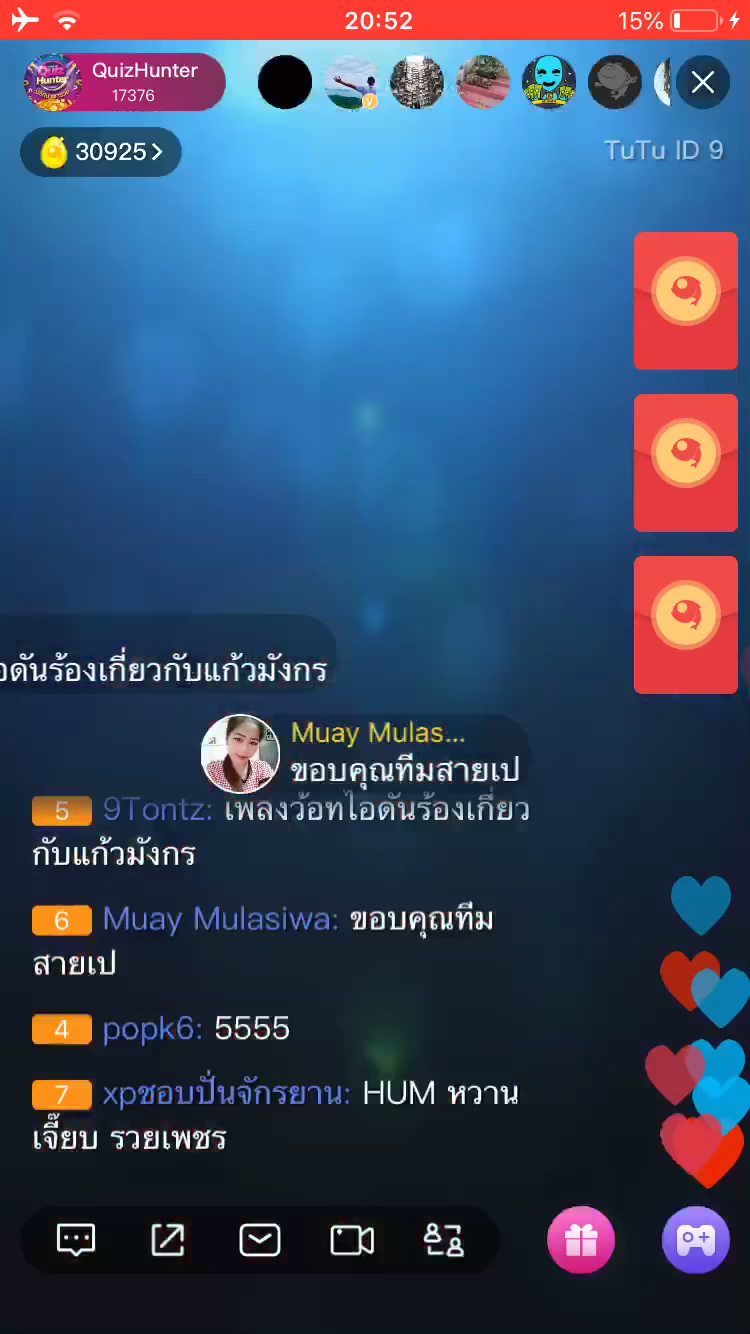 20:52
15%
QuizHunter
17376
30925
TuTu ID 9
อดันร้องเกี่ยวกับแก้วมังกร
Muay Mulas...
ขอบคุณทีมสายเป
5 9Tontz: เพลงว้อทไอดันร้องเกี่ยว
กับแก้วมังกร
6 Muay Mulasiwa: ขอบคุณทีม
สายเป
4 popk6: 5555
7 xpชอบปั่นจักรยาน: HUM หวาน
เจี๊ยบ รวยเพชร